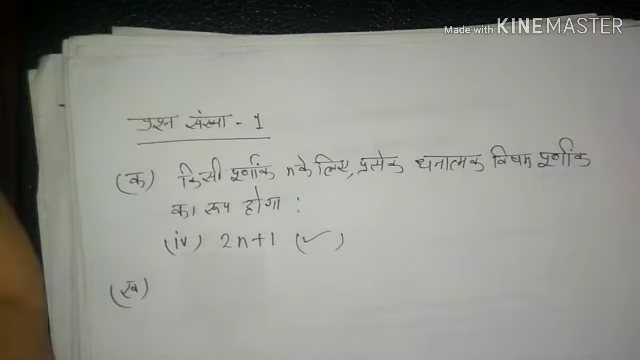 Made with KINEMASTER
प्रश्न संख्या - 1
(क) किसी पूर्णांक n के लिए, प्रत्येक धनात्मक विषम पूर्णांक
का रूप होगा :
(iv) 2n+1 (✓)
(ख)